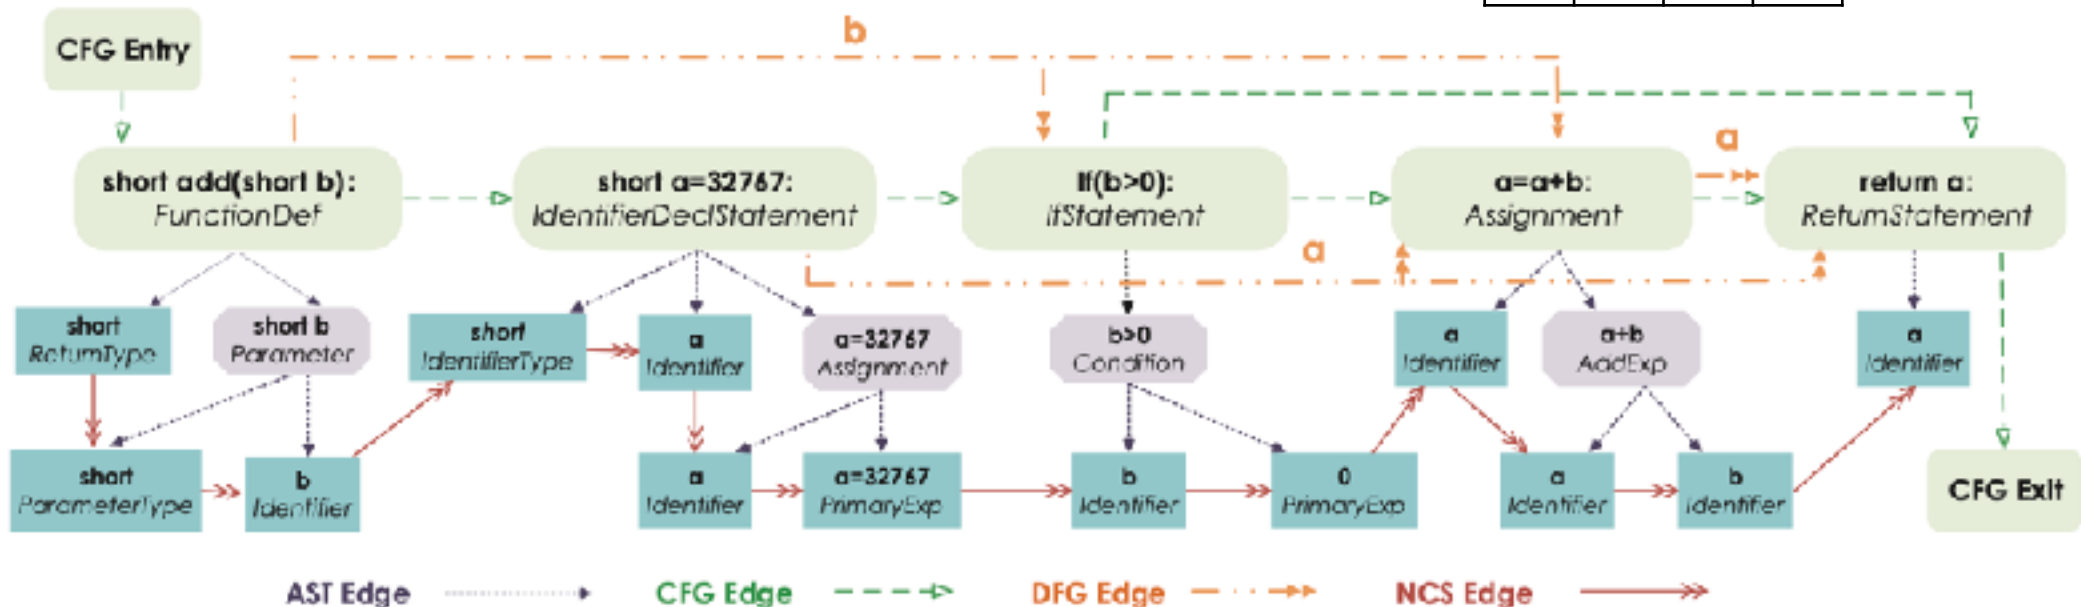 b
CFG Entry
a
short add(short b):
FunctionDef
short a=32767:
IdentifierDeclStatement
If(b>0):
IfStatement
a=a+b:
Assignment
return a:
ReturnStatement
a
short
ReturnType
short b
Parameter
short
IdentifierType
a
Identifier
a=32767
Assignment
b>0
Condition
a
Identifier
a+b
AddExp
a
Identifier
short
ParameterType
b
Identifier
a
Identifier
a=32767
PrimaryExp
b
Identifier
0
PrimaryExp
a
Identifier
b
Identifier
CFG Exit
AST Edge
CFG Edge
DFG Edge
NCS Edge